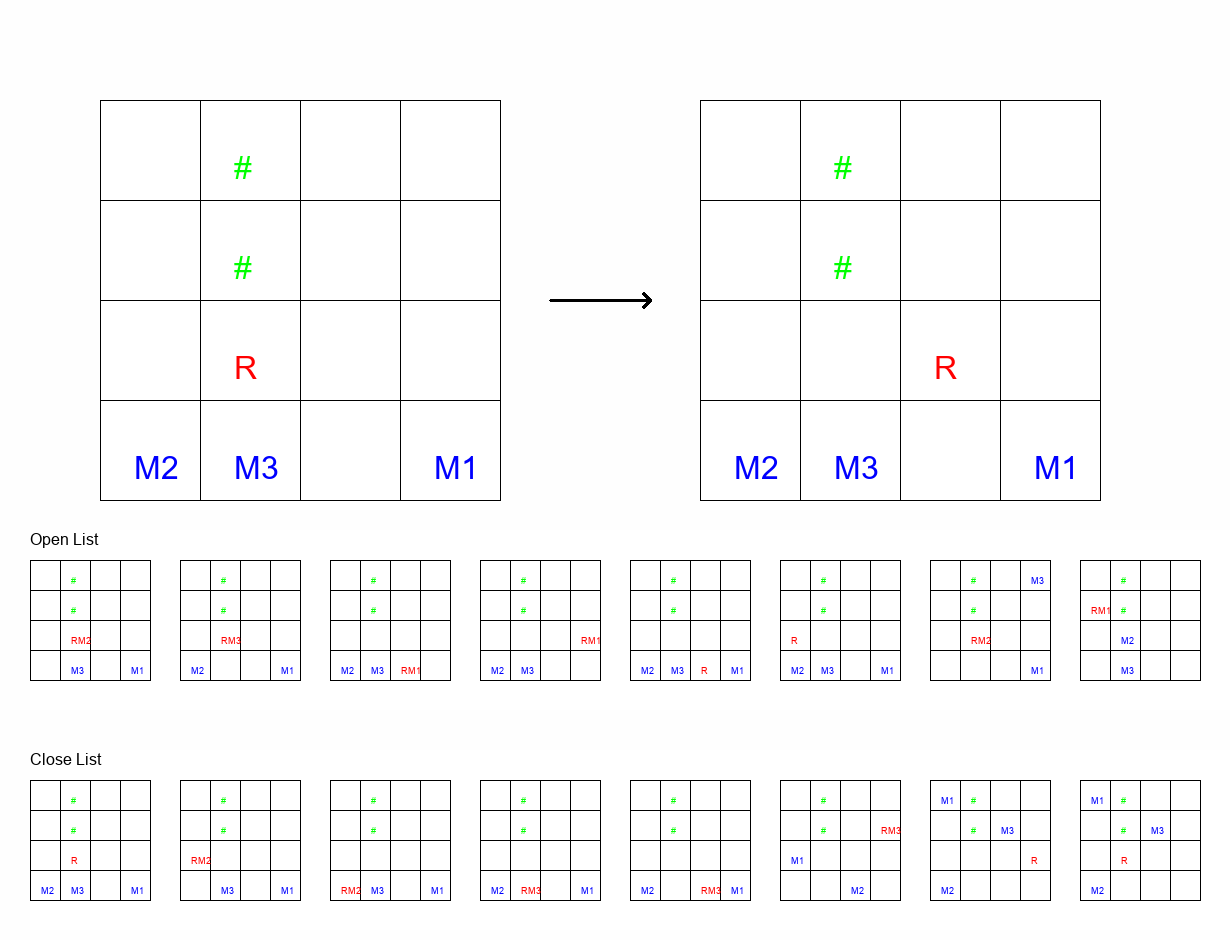 # #
# #
R R
M2 M3 M1 M2 M3 M1
Open List
# # # # # # # M3 #
# # # # # # # RM1 #
RM2 RM3 RM1 R RM2 M2
M3 M1 M2 M1 M2 M3 RM1 M2 M3 M2 M3 R M1 M2 M3 M1 M1 M3
Close List
# # # # # # M1 # M1 #
# # # # # # RM3 # M3 # M3
R RM2 M1 R R
M2 M3 M1 M3 M1 RM2 M3 M1 M2 RM3 M1 M2 RM3 M1 M2 M2 M2